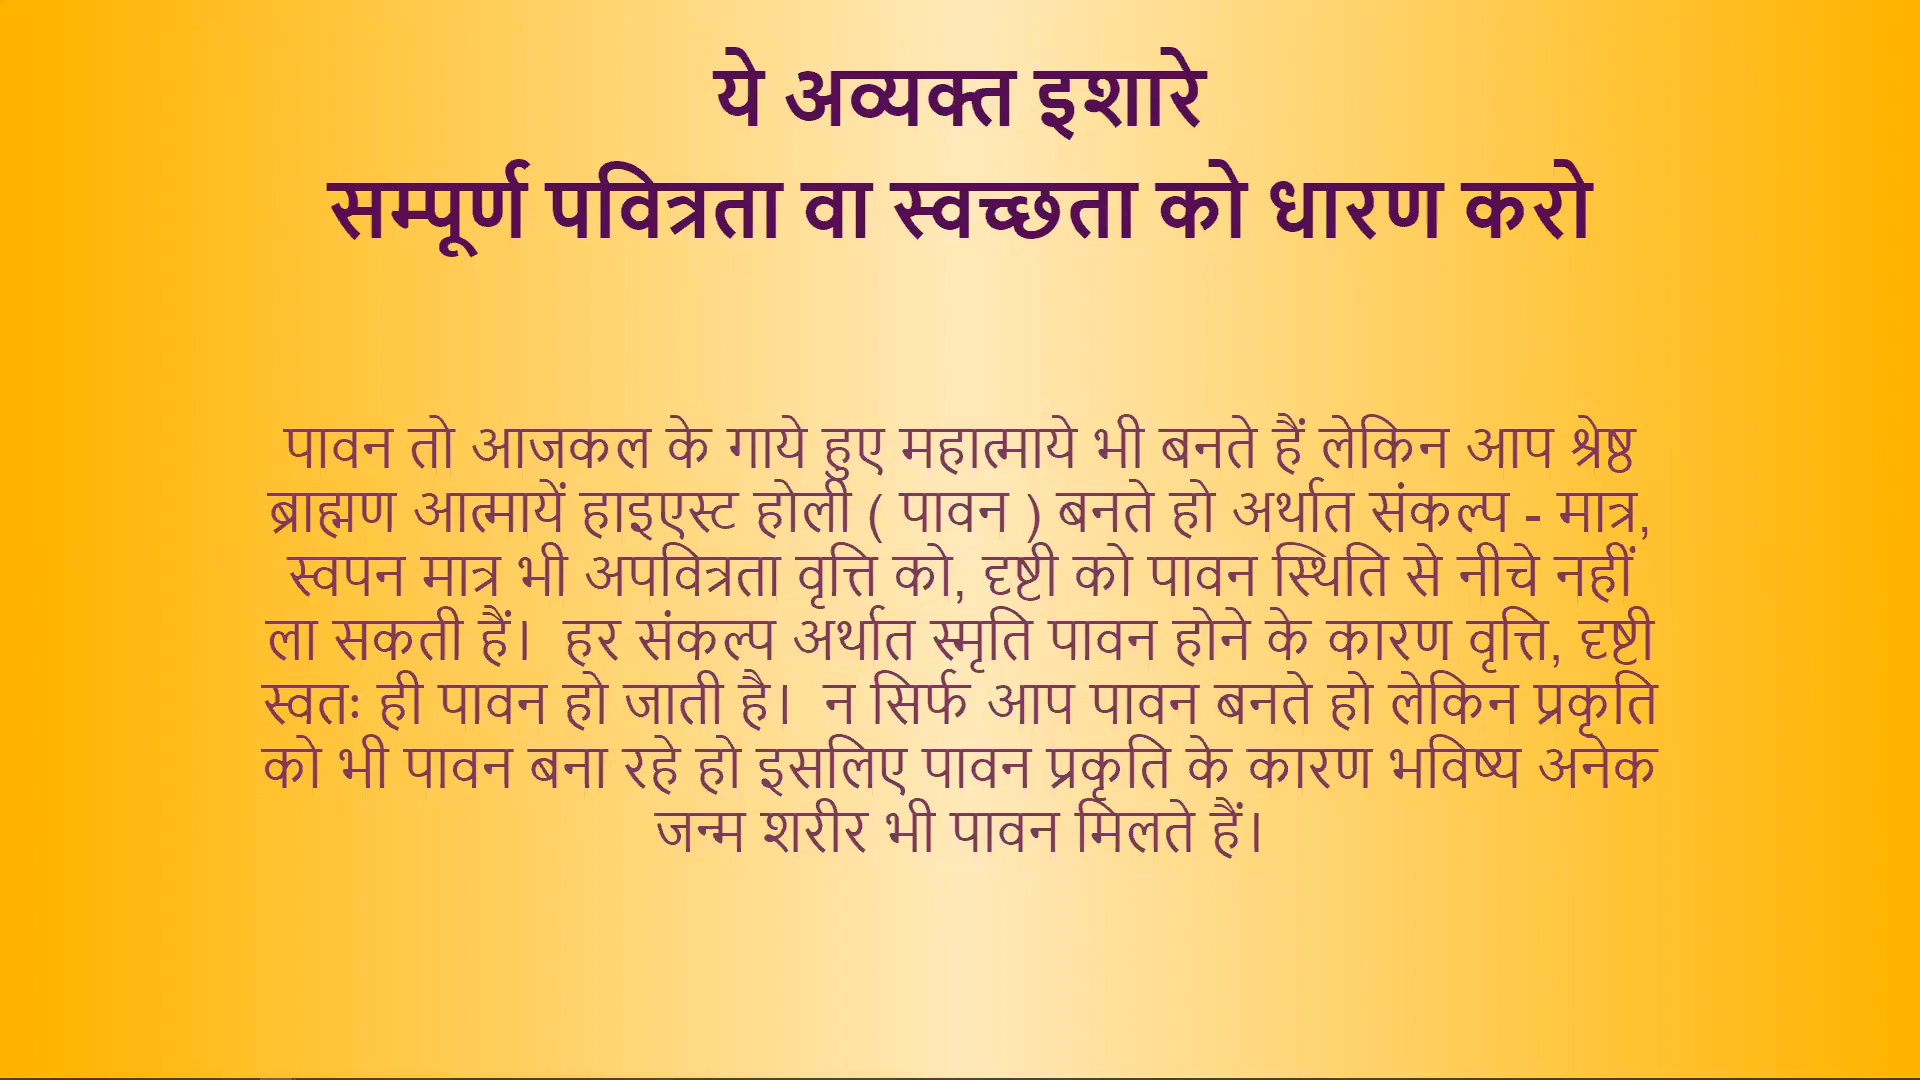 ये अव्यक्त इशारे
सम्पूर्ण पवित्रता वा स्वच्छता को धारण करो
पावन तो आजकल के गाये हुए महात्माये भी बनते हैं लेकिन आप श्रेष्ठ
ब्राह्मण आत्मायें हाइएस्ट होली ( पावन ) बनते हो अर्थात संकल्प - मात्र,
स्वपन मात्र भी अपवित्रता वृत्ति को, दृष्टी को पावन स्थिति से नीचे नहीं
ला सकती हैं। हर संकल्प अर्थात स्मृति पावन होने के कारण वृत्ति, दृष्टी
स्वतः ही पावन हो जाती है। न सिर्फ आप पावन बनते हो लेकिन प्रकृति
को भी पावन बना रहे हो इसलिए पावन प्रकृति के कारण भविष्य अनेक
जन्म शरीर भी पावन मिलते हैं।